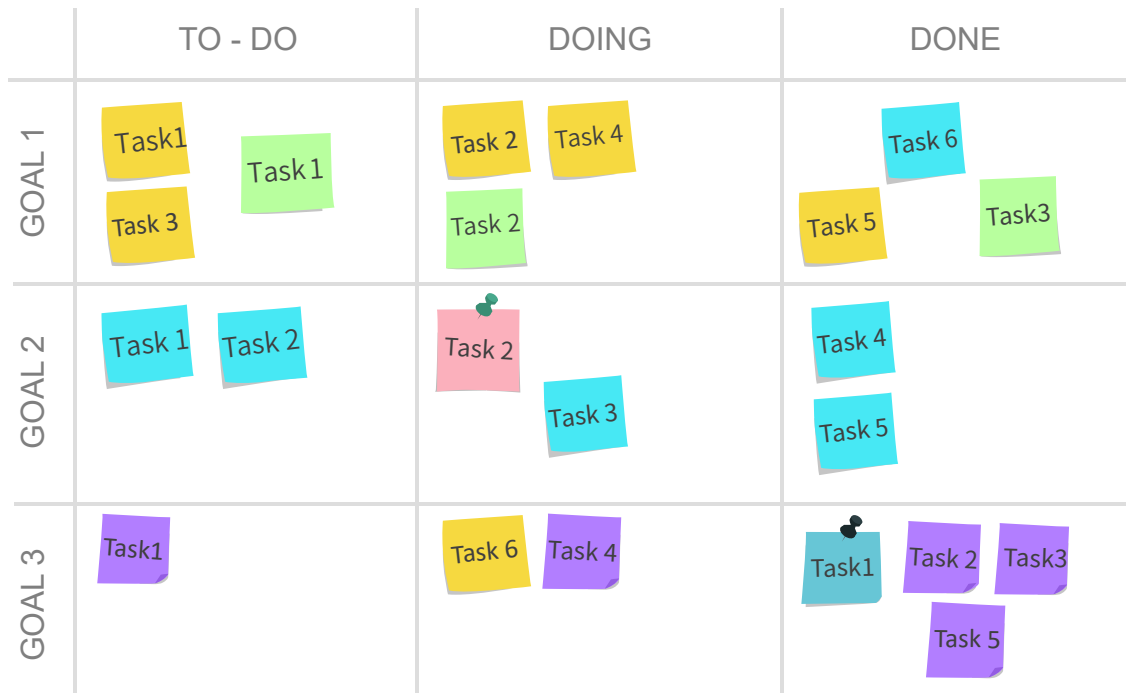 TO - DO
DOING
DONE
GOAL 1
Task1
Task1
Task 3
Task 2
Task 4
Task 2
Task 6
Task 5
Task3
GOAL 2
Task 1
Task 2
Task 2
Task 3
Task 4
Task 5
GOAL 3
Task1
Task 6
Task 4
Task1
Task 2
Task3
Task 5